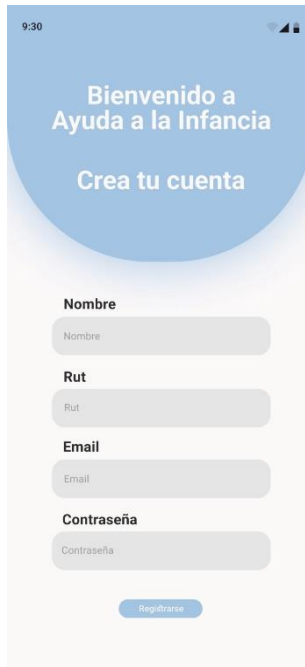 9:30
Bienvenido a
Ayuda a la Infancia
Crea tu cuenta
Nombre
Nombre
Rut
Rut
Email
Email
Contraseña
Contraseña
Registrarse